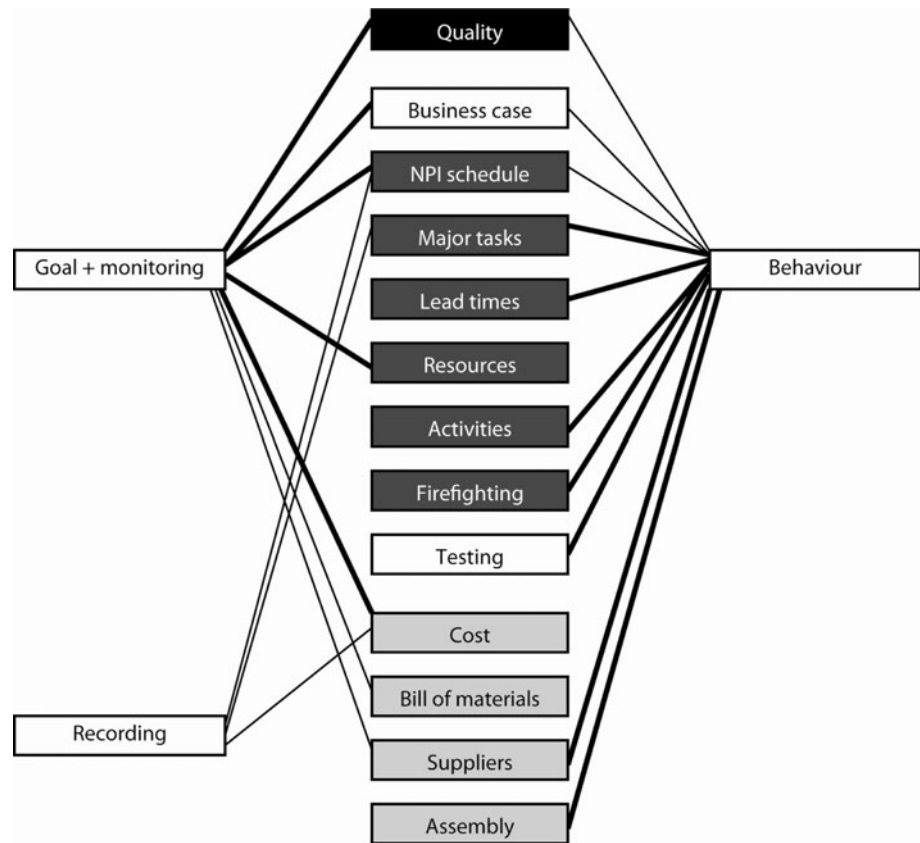 Quality
Business case
NPI schedule
Major tasks
Goal + monitoring
Behaviour
Lead times
Resources
Activities
Firefighting
Testing
Cost
Bill of materials
Recording
Suppliers
Assembly